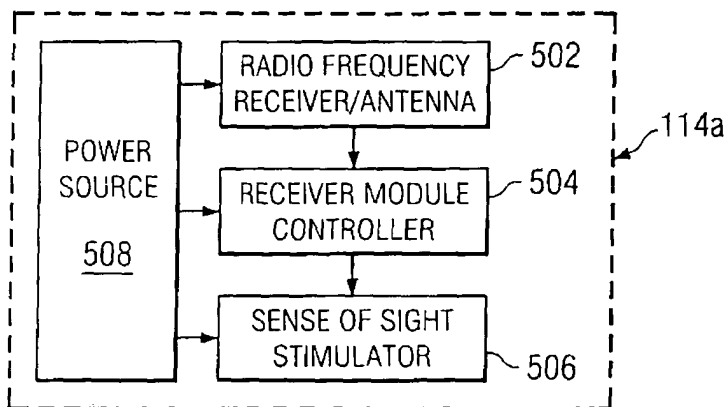 RADIO FREQUENCY
RECEIVER/ANTENNA
502
114a
POWER
SOURCE
508
RECEIVER MODULE
CONTROLLER
504
SENSE OF SIGHT
STIMULATOR
506